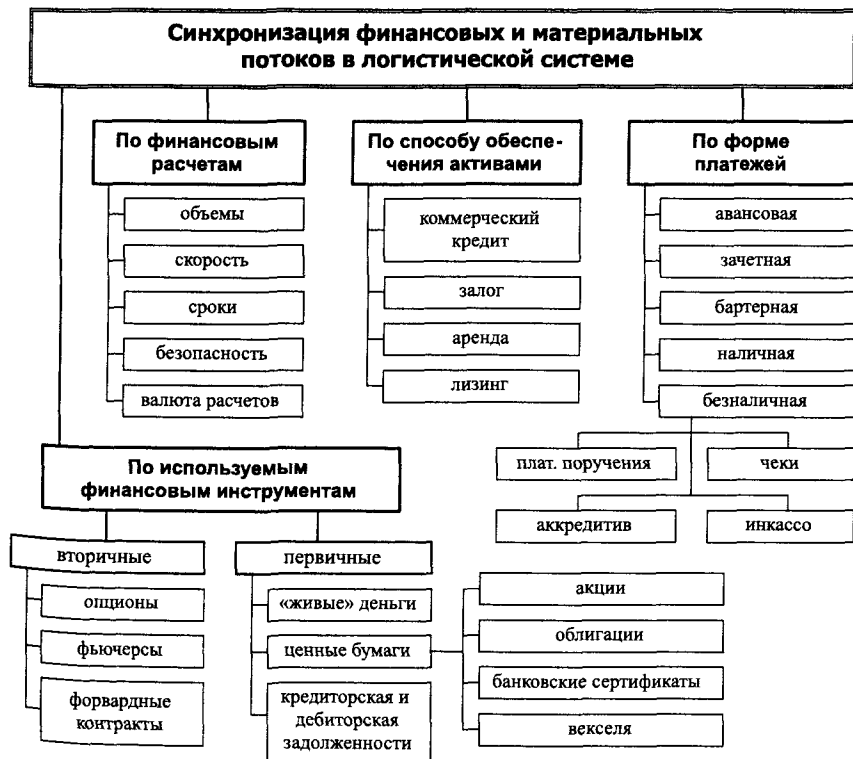 Синхронизация финансовых и материальных
потоков в логистической системе
По финансовым
расчетам
объемы
скорость
сроки
безопасность
валюта расчетов
По способу обеспе-
чения активами
коммерческий
кредит
залог
аренда
лизинг
По форме
платежей
авансовая
зачетная
бартерная
наличная
безналичная
плат. поручения
чеки
аккредитив
инкассо
По используемым
финансовым инструментам
вторичные
опционы
фьючерсы
форвардные
контракты
первичные
«живые» деньги
ценные бумаги
кредиторская и
дебиторская
задолженности
акции
облигации
банковские сертификаты
векселя